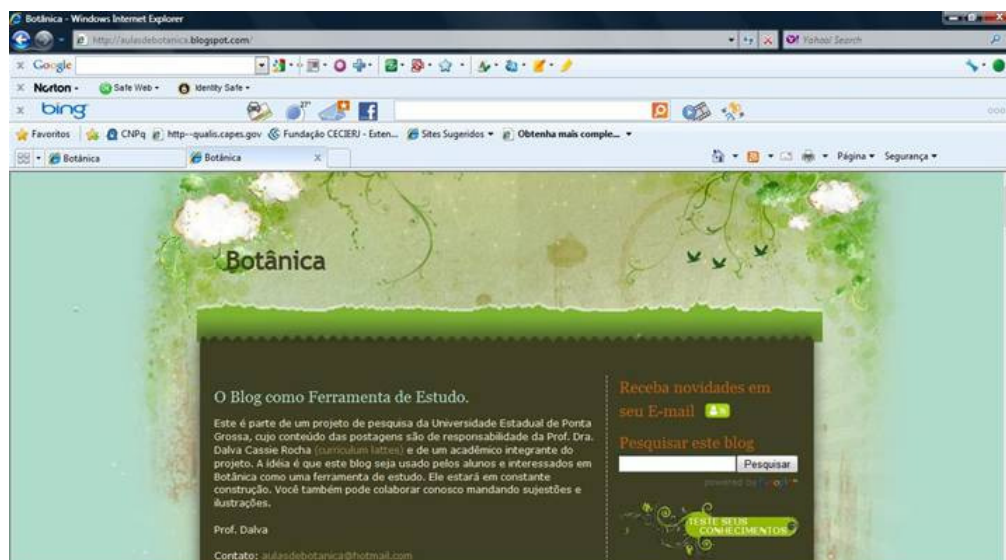 Botânica - Windows Internet Explorer
http://aulasdebotanica.blogspot.com/
Yahoo! Search
x Google
x Norton Safe Web Identity Safe
x bing 27°
Favoritos CNPq http--qualis.capes.gov Fundação CECIERJ - Exten... Sites Sugeridos Obtenha mais comple...
Botânica Botânica x Página Segurança
Botânica
O Blog como Ferramenta de Estudo.
Este é parte de um projeto de pesquisa da Universidade Estadual de Ponta
Grossa, cujo conteúdo das postagens são de responsabilidade da Prof. Dra.
Dalva Cassie Rocha (curriculum lattes) e de um acadêmico integrante do
projeto. A idéia é que este blog seja usado pelos alunos e interessados em
Botânica como uma ferramenta de estudo. Ele estará em constante
construção. Você também pode colaborar conosco mandando sujestões e
ilustrações.
Prof. Dalva
Contato: aulasdebotanica@hotmail.com
Receba novidades em
seu E-mail
Pesquisar este blog
Pesquisar
powered by
TESTE SEUS
CONHECIMENTOS